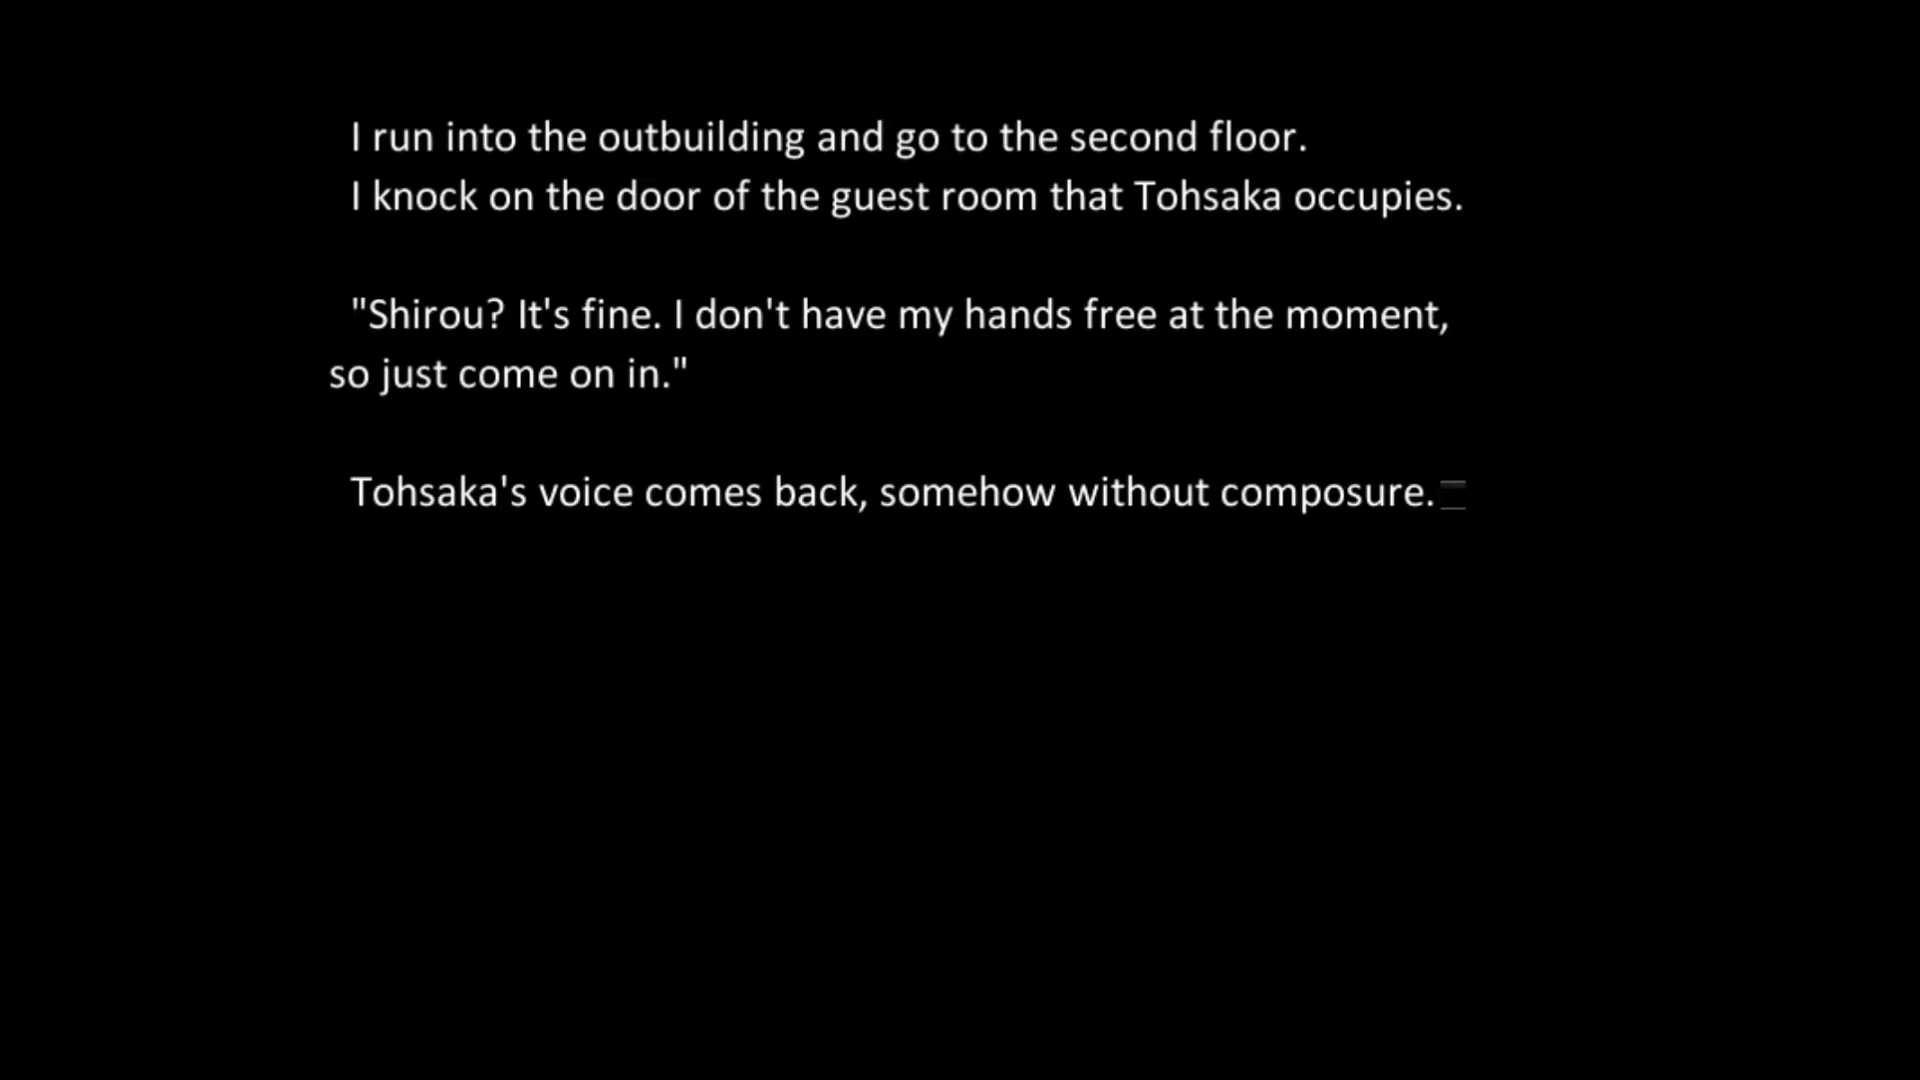 I run into the outbuilding and go to the second floor.
I knock on the door of the guest room that Tohsaka occupies.
"Shirou? It's fine. I don't have my hands free at the moment,
so just come on in."
Tohsaka's voice comes back, somehow without composure.